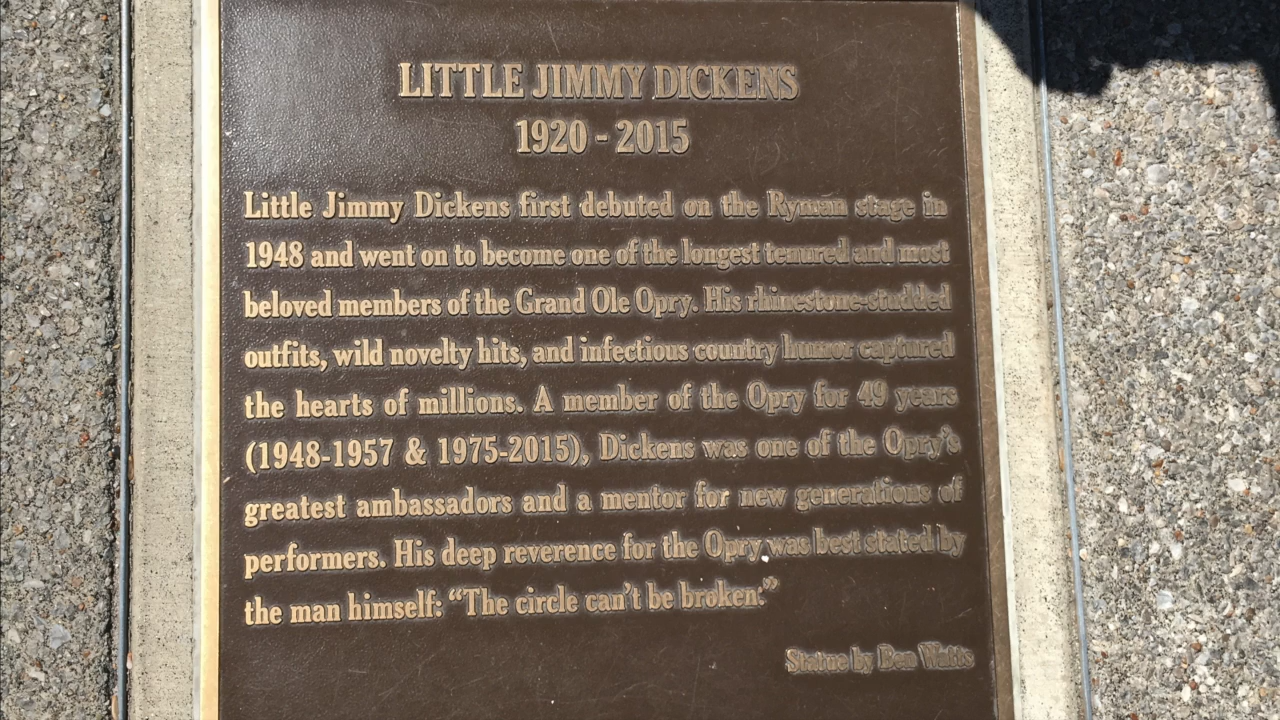 LITTLE JIMMY DICKENS
1920 - 2015
Little Jimmy Dickens first debuted on the Ryman stage in
1948 and went on to become one of the longest tenured and most
beloved members of the Grand Ole Opry. His rhinestone-studded
outfits, wild novelty hits, and infectious country humor captured
the hearts of millions. A member of the Opry for 49 years
(1948-1957 & 1975-2015), Dickens was one of the Opry's
greatest ambassadors and a mentor for new generations of
performers. His deep reverence for the Opry was best stated by
the man himself: “The circle can't be broken.”
Statue by Ben Watts